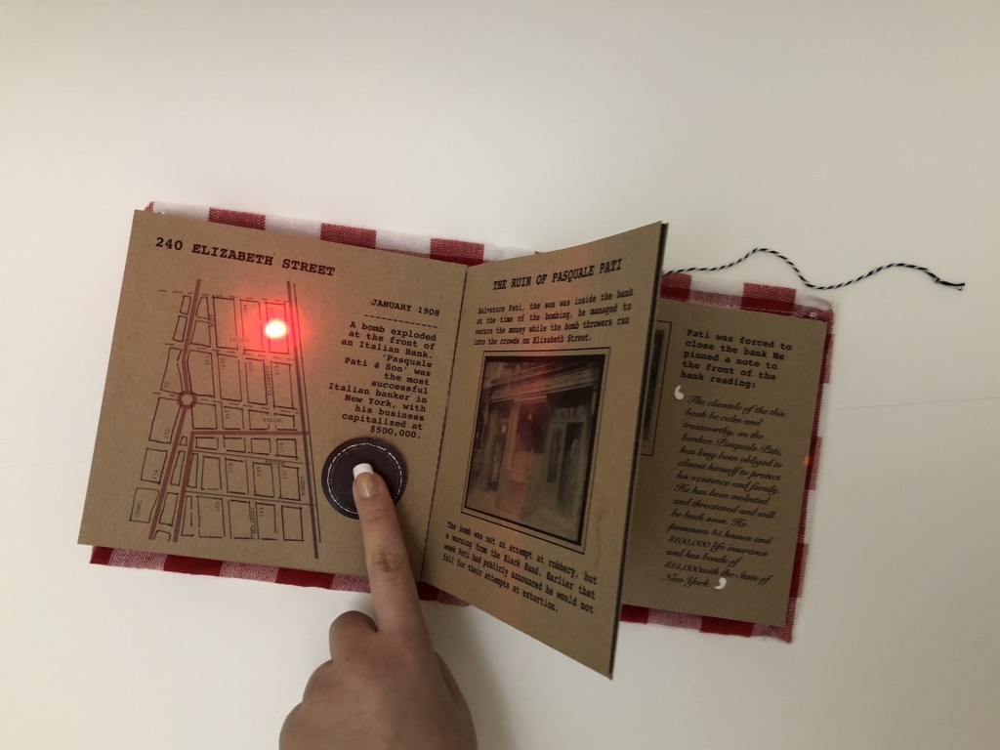 240 ELIZABETH STREET
JANUARY 1908
A bomb exploded
at the front of
an Italian Bank.
'Pasquale
Pati & Son' was
the most
successful
Italian banker in
New York, with
his business
capitalized at
$500,000.
THE RUIN OF PASQUALE PATI
Salvatore Pati, the son was inside the bank
at the time of the bombing, he managed to
secure the money while the bomb throwers ran
into the crowds on Elizabeth Street.
The bomb was not an attempt at robbery, but
a warning from the Black Hand. Earlier that
week Pati had publicly announced he would not
fall for their attempts at extortion.
Pati was forced to
close the bank He
pinned a note to
the front of the
bank reading:
‘ The clientele of the this
bank be calm and
trustworthy, as the
banker, Pasquale Pati,
has long been obliged to
absent himself to protect
his existence and family.
He has been molested
and threatened and will
be back soon. He
possesses 45 houses and
$100,000 life insurance
and has bonds of
$15,000with the State of
New York. ’